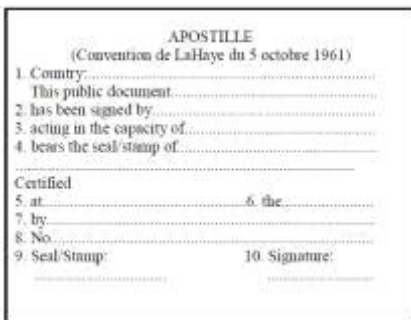 APOSTILLE
(Convention de LaHaye du 5 octobre 1961)
1. Country:
This public document
2. has been signed by
3. acting in the capacity of
4. bears the seal/stamp of
Certified
5. at 6. the
7. by
8. No
9. Seal/Stamp: 10. Signature: